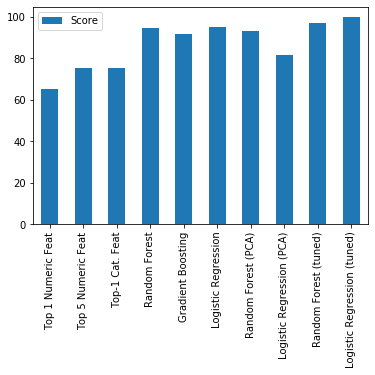 Score
100
80
60
40
20
0
Top 1 Numeric Feat
Top 5 Numeric Feat
Top-1 Cat. Feat
Random Forest
Gradient Boosting
Logistic Regression
Random Forest (PCA)
Logistic Regression (PCA)
Random Forest (tuned)
Logistic Regression (tuned)